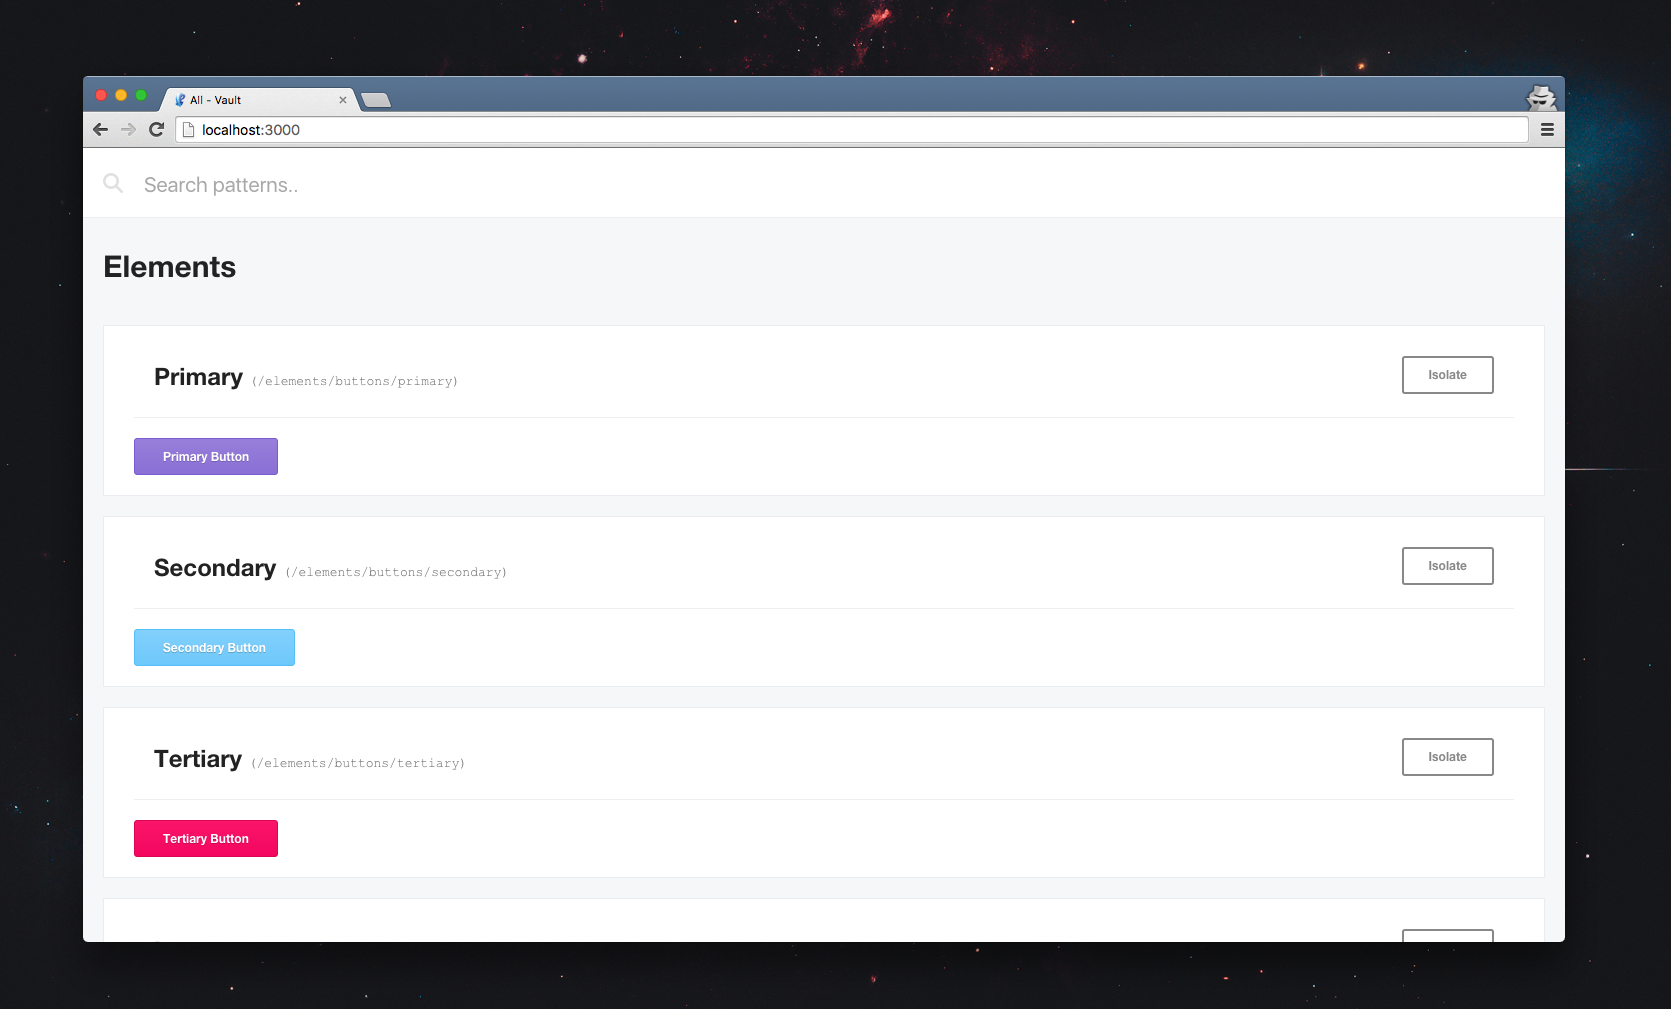 All - Vault
localhost:3000
Search patterns..
Elements
Primary (/elements/buttons/primary)
Isolate
Primary Button
Secondary (/elements/buttons/secondary)
Isolate
Secondary Button
Tertiary (/elements/buttons/tertiary)
Isolate
Tertiary Button